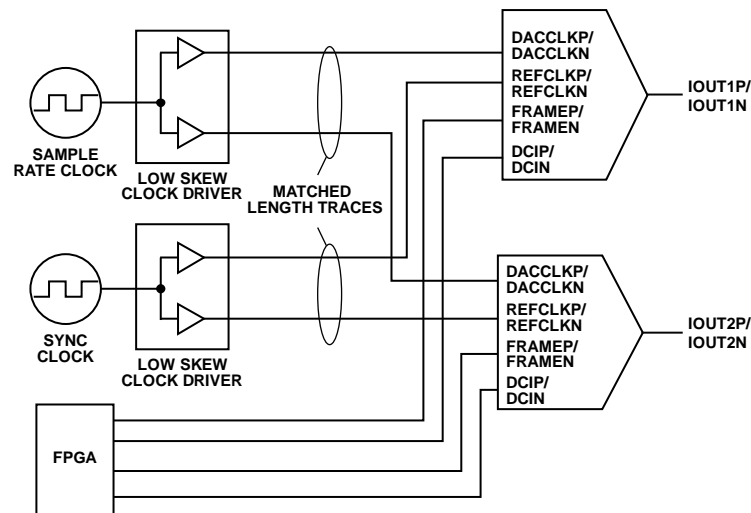 SAMPLE
RATE CLOCK
LOW SKEW
CLOCK DRIVER
MATCHED
LENGTH TRACES
DACCLKP/
DACCLKN
REFCLKP/
REFCLKN
FRAMEP/
FRAMEN
DCIP/
DCIN
IOUT1P/
IOUT1N
SYNC
CLOCK
LOW SKEW
CLOCK DRIVER
DACCLKP/
DACCLKN
REFCLKP/
REFCLKN
FRAMEP/
FRAMEN
DCIP/
DCIN
IOUT2P/
IOUT2N
FPGA